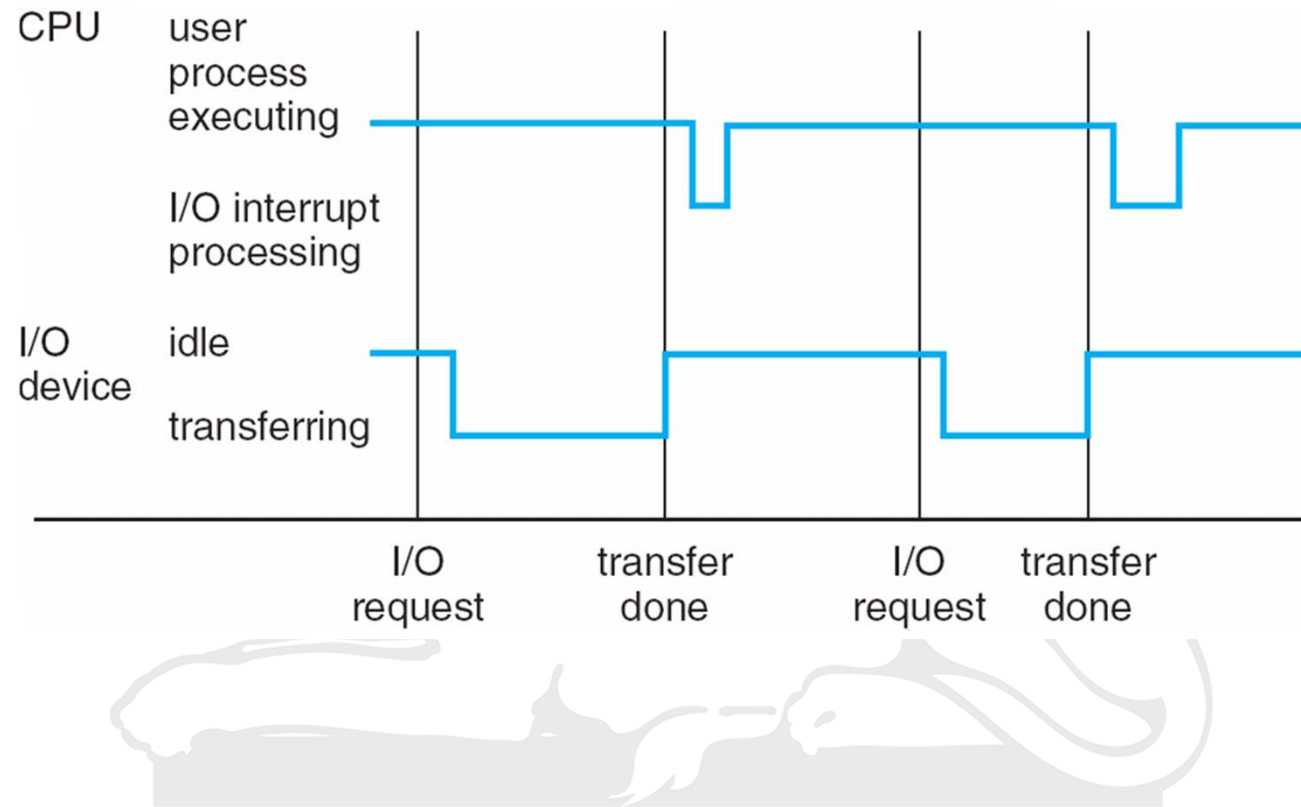 CPU
user
process
executing
I/O interrupt
processing
I/O
device
idle
transferring
I/O
request
transfer
done
I/O
request
transfer
done